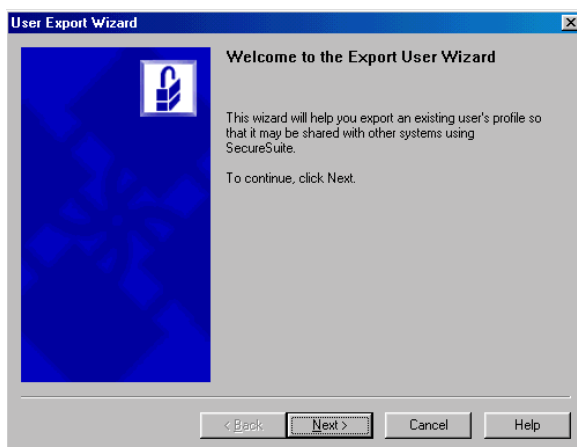 User Export Wizard
Welcome to the Export User Wizard
This wizard will help you export an existing user's profile so
that it may be shared with other systems using
SecureSuite.
To continue, click Next.
< Back
Next >
Cancel
Help